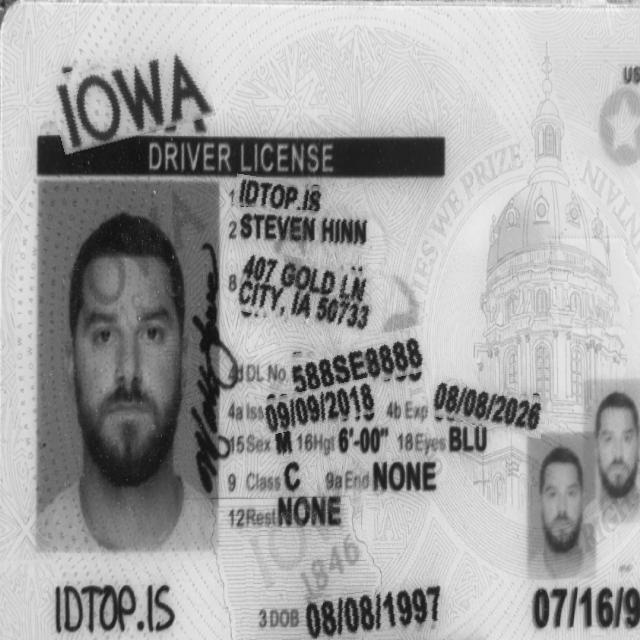 IOWA
US
DRIVER LICENSE
1 IDTOP.IS
2 STEVEN HINN
8 407 GOLD LN
CITY, IA 50733
WE PRIZE
4d DL No 588SE8888
4a Iss 09/09/2018 4b Exp 08/08/2026
15 Sex M 16 Hgt 6'-00" 18 Eyes BLU
9 Class C 9a End NONE
12 Rest NONE
1846
IDTOP.IS
3 DOB 08/08/1997
07/16/9